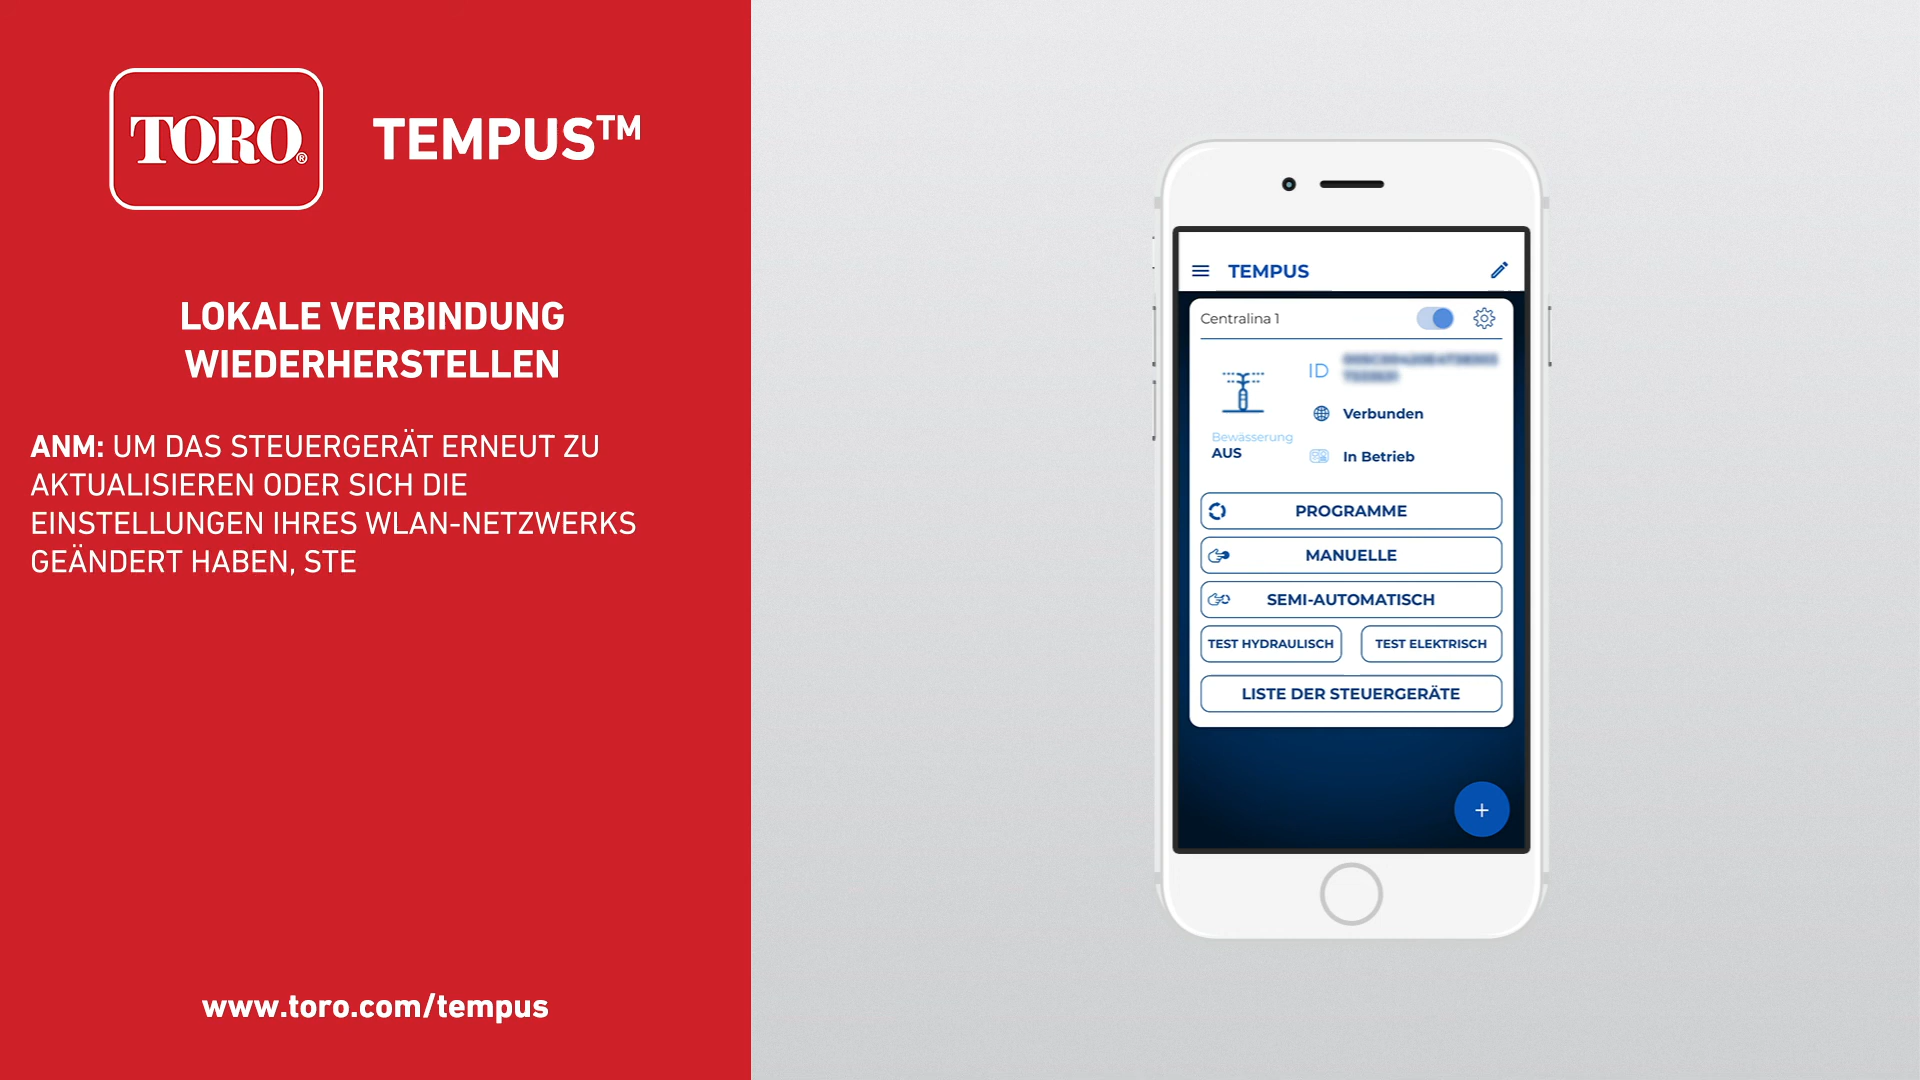 TORO®
TEMPUS™
LOKALE VERBINDUNG
WIEDERHERSTELLEN
ANM: UM DAS STEUERGERÄT ERNEUT ZU
AKTUALISIEREN ODER SICH DIE
EINSTELLUNGEN IHRES WLAN-NETZWERKS
GEÄNDERT HABEN, STE
www.toro.com/tempus
TEMPUS
Centralina 1
ID
Verbunden
Bewässerung
AUS
In Betrieb
PROGRAMME
MANUELLE
SEMI-AUTOMATISCH
TEST HYDRAULISCH
TEST ELEKTRISCH
LISTE DER STEUERGERÄTE
+